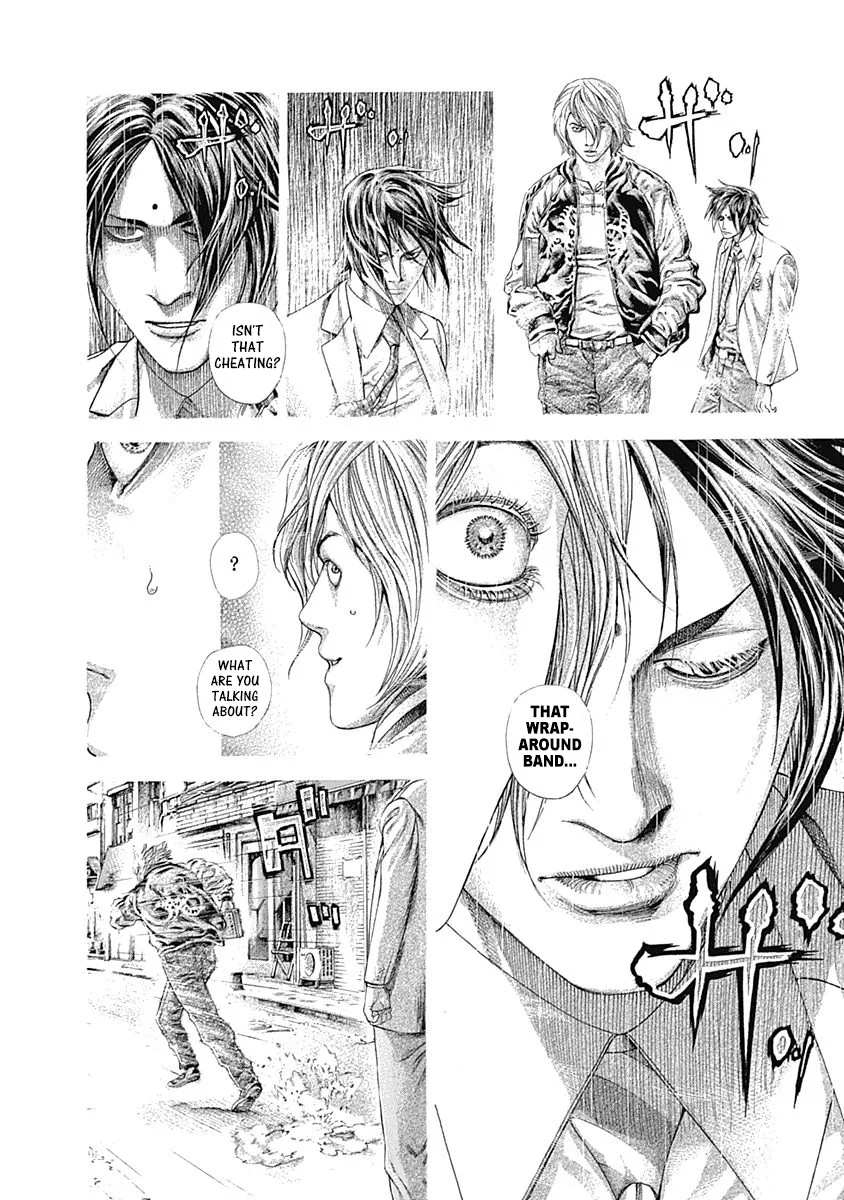 ISN'T
THAT
CHEATING?
THAT
WRAP-
AROUND
BAND...
?
WHAT
ARE YOU
TALKING
ABOUT?